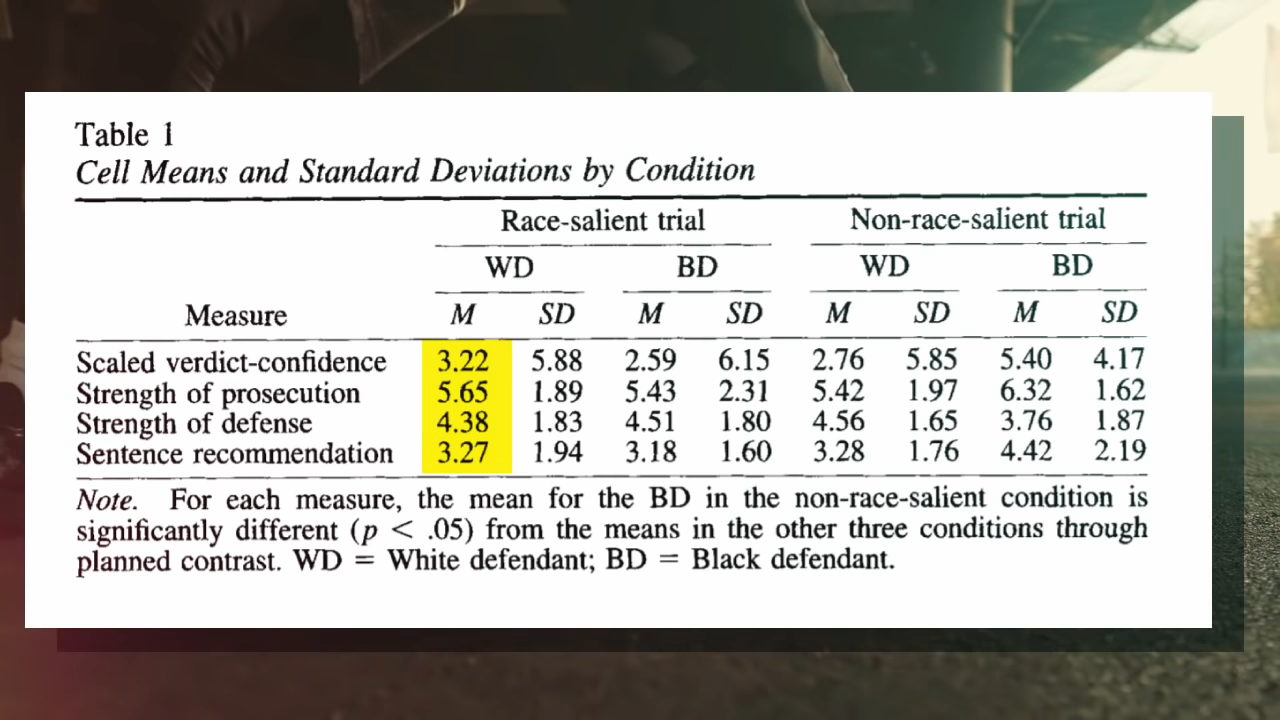 Table 1
Cell Means and Standard Deviations by Condition
Race-salient trial Non-race-salient trial
WD BD WD BD
Measure M SD M SD M SD M SD
Scaled verdict-confidence 3.22 5.88 2.59 6.15 2.76 5.85 5.40 4.17
Strength of prosecution 5.65 1.89 5.43 2.31 5.42 1.97 6.32 1.62
Strength of defense 4.38 1.83 4.51 1.80 4.56 1.65 3.76 1.87
Sentence recommendation 3.27 1.94 3.18 1.60 3.28 1.76 4.42 2.19
Note. For each measure, the mean for the BD in the non-race-salient condition is
significantly different (p < .05) from the means in the other three conditions through
planned contrast. WD = White defendant; BD = Black defendant.